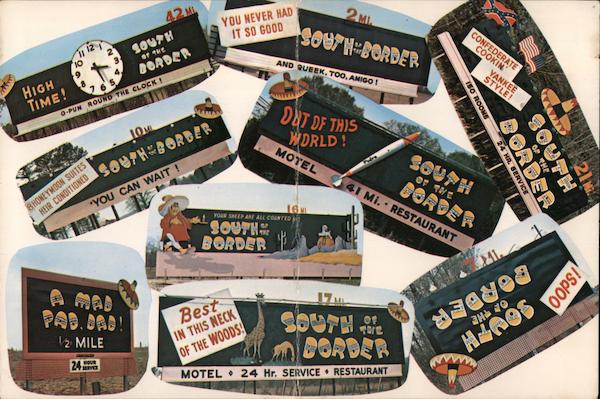 42 MI.
HIGH
TIME!
SOUTH
OF THE
BORDER
O-PUN ROUND THE CLOCK!
YOU NEVER HAD
IT SO GOOD
2 MI.
SOUTH OF THE BORDER
AND QUEEK, TOO, AMIGO!
CONFEDERATE
COOKIN'
YANKEE
STYLE!
120 ROOMS
24 HR. SERVICE
SOUTH
OF THE
BORDER
21 MI.
10 MI
8 HONEYMOON SUITES
HEIR CONDITIONED
SOUTH OF THE BORDER
YOU CAN WAIT!
OUT OF THIS
WORLD!
MOTEL
SOUTH
OF THE
BORDER
41 MI. · RESTAURANT
16 MI
YOUR SHEEP ARE ALL COUNTED AT
SOUTH OF THE
BORDER
A MAD
PAD, DAD!
1/2 MILE
24 HOUR
SERVICE
17 MI.
Best
IN THIS NECK
OF THE WOODS!
SOUTH
OF THE
BORDER
MOTEL ◆ 24 Hr. SERVICE ◆ RESTAURANT
SOUTH
OF THE
BORDER
OOPS!